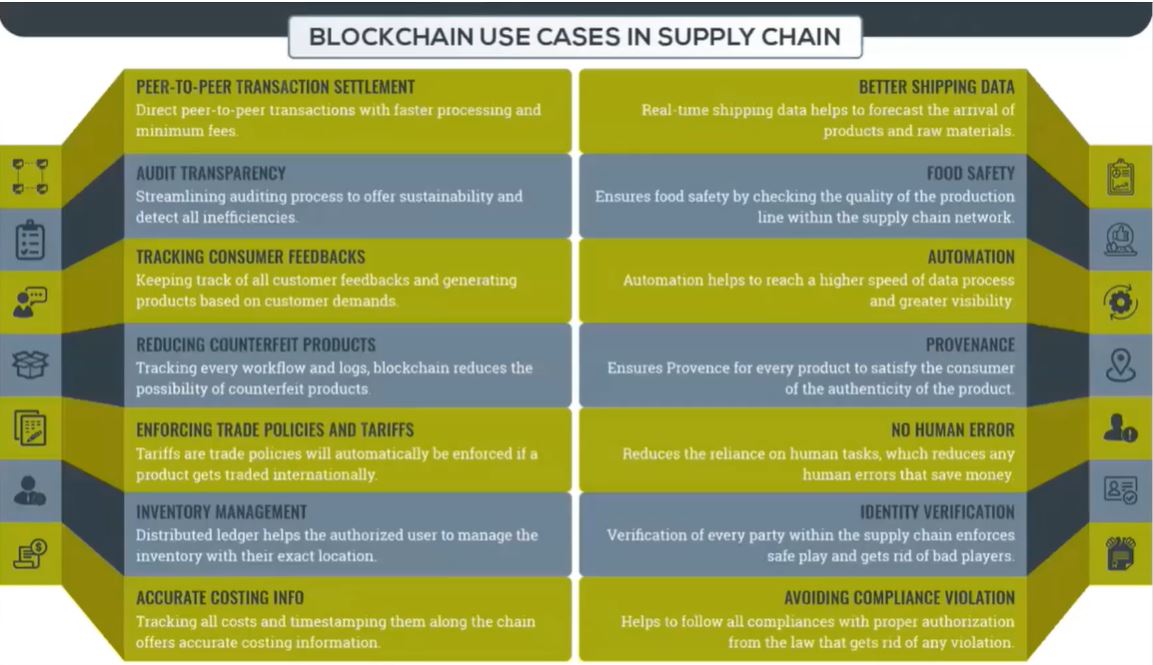 BLOCKCHAIN USE CASES IN SUPPLY CHAIN
PEER-TO-PEER TRANSACTION SETTLEMENT
Direct peer-to-peer transactions with faster processing and
minimum fees.
AUDIT TRANSPARENCY
Streamlining auditing process to offer sustainability and
detect all inefficiencies.
TRACKING CONSUMER FEEDBACKS
Keeping track of all customer feedbacks and generating
products based on customer demands.
REDUCING COUNTERFEIT PRODUCTS
Tracking every workflow and logs, blockchain reduces the
possibility of counterfeit products.
ENFORCING TRADE POLICIES AND TARIFFS
Tariffs are trade policies will automatically be enforced if a
product gets traded internationally.
INVENTORY MANAGEMENT
Distributed ledger helps the authorized user to manage the
inventory with their exact location.
ACCURATE COSTING INFO
Tracking all costs and timestamping them along the chain
offers accurate costing information.
BETTER SHIPPING DATA
Real-time shipping data helps to forecast the arrival of
products and raw materials.
FOOD SAFETY
Ensures food safety by checking the quality of the production
line within the supply chain network.
AUTOMATION
Automation helps to reach a higher speed of data process
and greater visibility
PROVENANCE
Ensures Provence for every product to satisfy the consumer
of the authenticity of the product.
NO HUMAN ERROR
Reduces the reliance on human tasks, which reduces any
human errors that save money
IDENTITY VERIFICATION
Verification of every party within the supply chain enforces
safe play and gets rid of bad players.
AVOIDING COMPLIANCE VIOLATION
Helps to follow all compliances with proper authorization
from the law that gets rid of any violation.